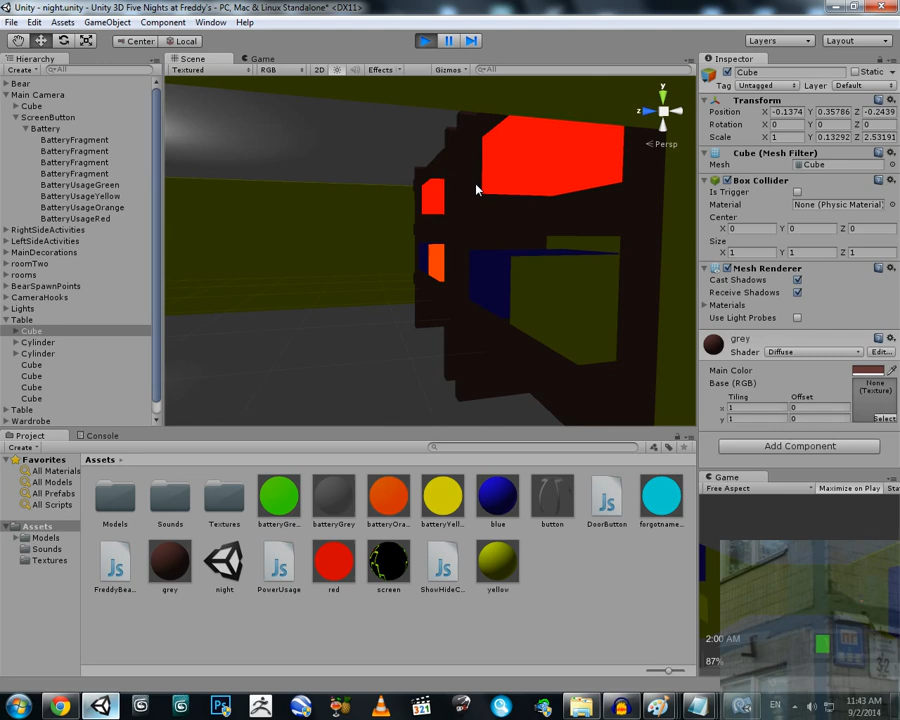 Unity - night.unity - Unity 3D Five Nights at Freddy's - PC, Mac & Linux Standalone* <DX11>
File Edit Assets GameObject Component Window Help
Center Local Layers Layout
Hierarchy
Create All
Bear
Main Camera
Cube
ScreenButton
Battery
BatteryFragment
BatteryFragment
BatteryFragment
BatteryFragment
BatteryUsageGreen
BatteryUsageYellow
BatteryUsageOrange
BatteryUsageRed
RightSideActivities
LeftSideActivities
MainDecorations
roomTwo
rooms
BearSpawnPoints
CameraHooks
Lights
Table
Cube
Cylinder
Cylinder
Cube
Cube
Cube
Cube
Table
Wardrobe
Scene Game
Textured RGB 2D Effects Gizmos All
y
z
Persp
Inspector
Cube Static
Tag Untagged Layer Default
Transform
Position X -0.1374 Y 0.35786 Z -0.2439
Rotation X 0 Y 0 Z 0
Scale X 1 Y 0.13292 Z 2.53191
Cube (Mesh Filter)
Mesh Cube
Box Collider
Is Trigger
Material None (Physic Material)
Center
X 0 Y 0 Z 0
Size
X 1 Y 1 Z 1
Mesh Renderer
Cast Shadows
Receive Shadows
Materials
Use Light Probes
grey
Shader Diffuse Edit...
Main Color
Base (RGB)
None
(Texture)
Tiling Offset
x 1 0
y 1 0
Select
Add Component
Game
Free Aspect Maximize on Play Sta
2:00 AM
87%
32
Project Console
Create
Favorites
All Materials
All Models
All Prefabs
All Scripts
Assets
Models
Sounds
Textures
Assets
Models Sounds Textures batteryGre... batteryGrey batteryOra... batteryYell... blue button DoorButton forgotname...
Js
FreddyBea... grey night PowerUsage red screen ShowHideC... yellow
Js Js Js
EN 11:43 AM
9/2/2014